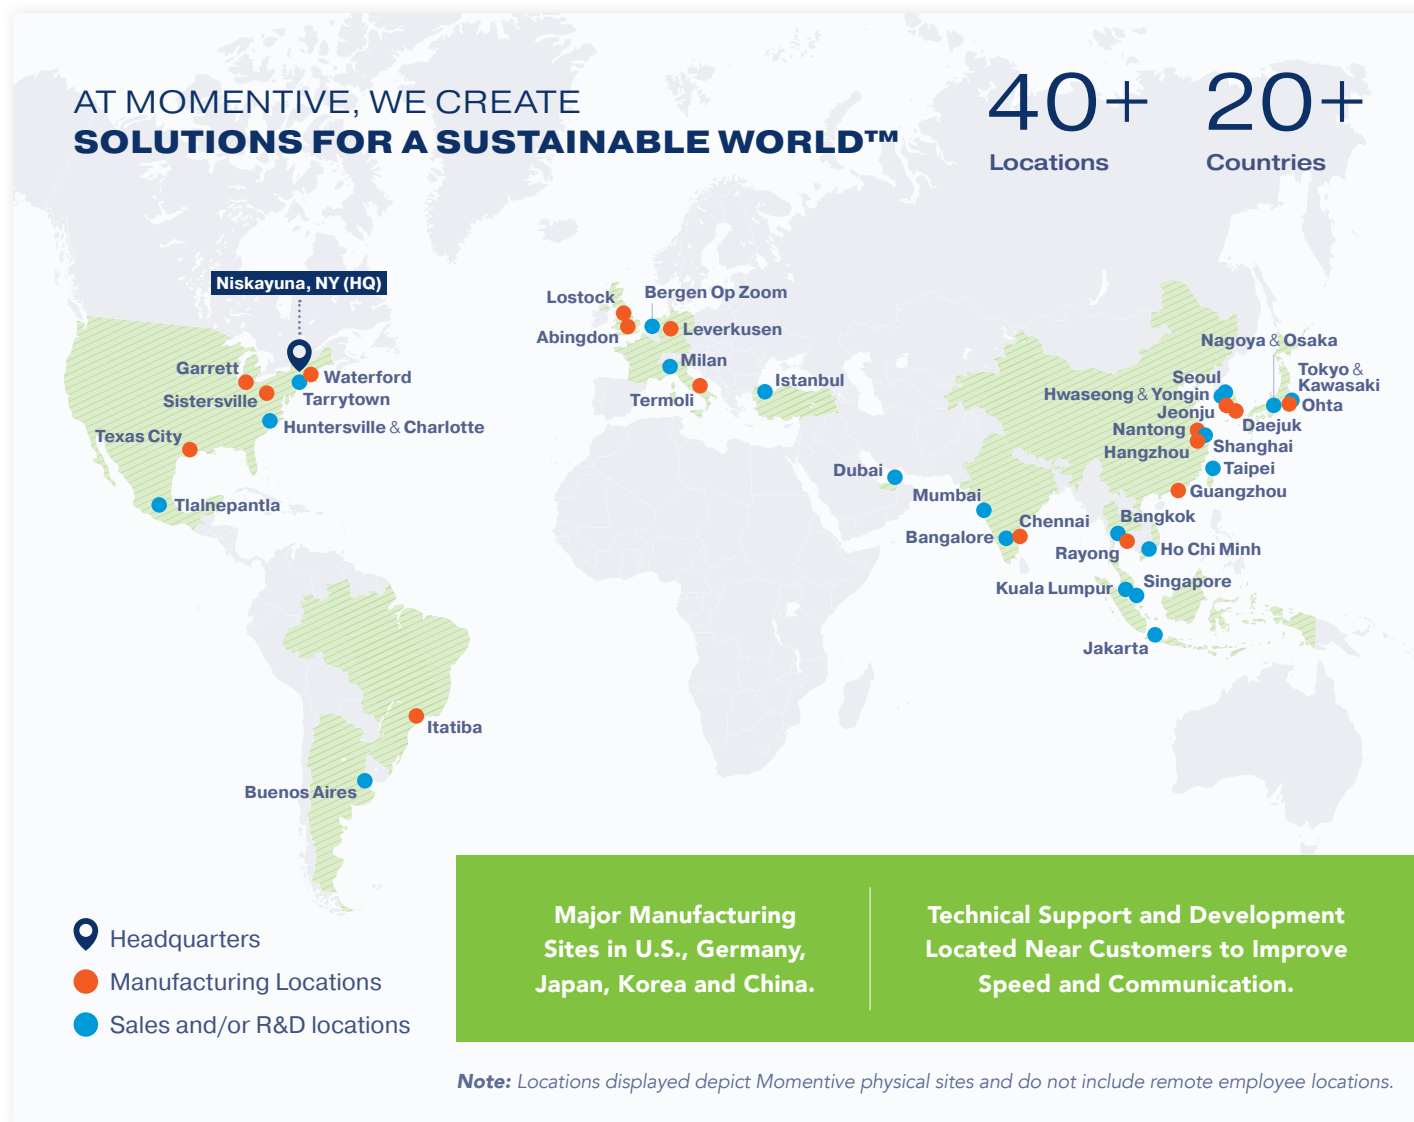 AT MOMENTIVE, WE CREATE
SOLUTIONS FOR A SUSTAINABLE WORLD™
40+
Locations
20+
Countries
Niskayuna, NY (HQ)
Garrett
Sistersville
Texas City
Waterford
Tarrytown
Huntersville & Charlotte
Tlalnepantla
Itatiba
Buenos Aires
Lostock
Abingdon
Bergen Op Zoom
Leverkusen
Milan
Termoli
Istanbul
Dubai
Mumbai
Bangalore
Chennai
Nagoya & Osaka
Tokyo &
Kawasaki
Ohta
Seoul
Hwaseong & Yongin
Jeonju
Daejuk
Nantong
Shanghai
Hangzhou
Taipei
Guangzhou
Bangkok
Rayong
Ho Chi Minh
Kuala Lumpur
Singapore
Jakarta
Headquarters
Manufacturing Locations
Sales and/or R&D locations
Major Manufacturing
Sites in U.S., Germany,
Japan, Korea and China.
Technical Support and Development
Located Near Customers to Improve
Speed and Communication.
Note: Locations displayed depict Momentive physical sites and do not include remote employee locations.